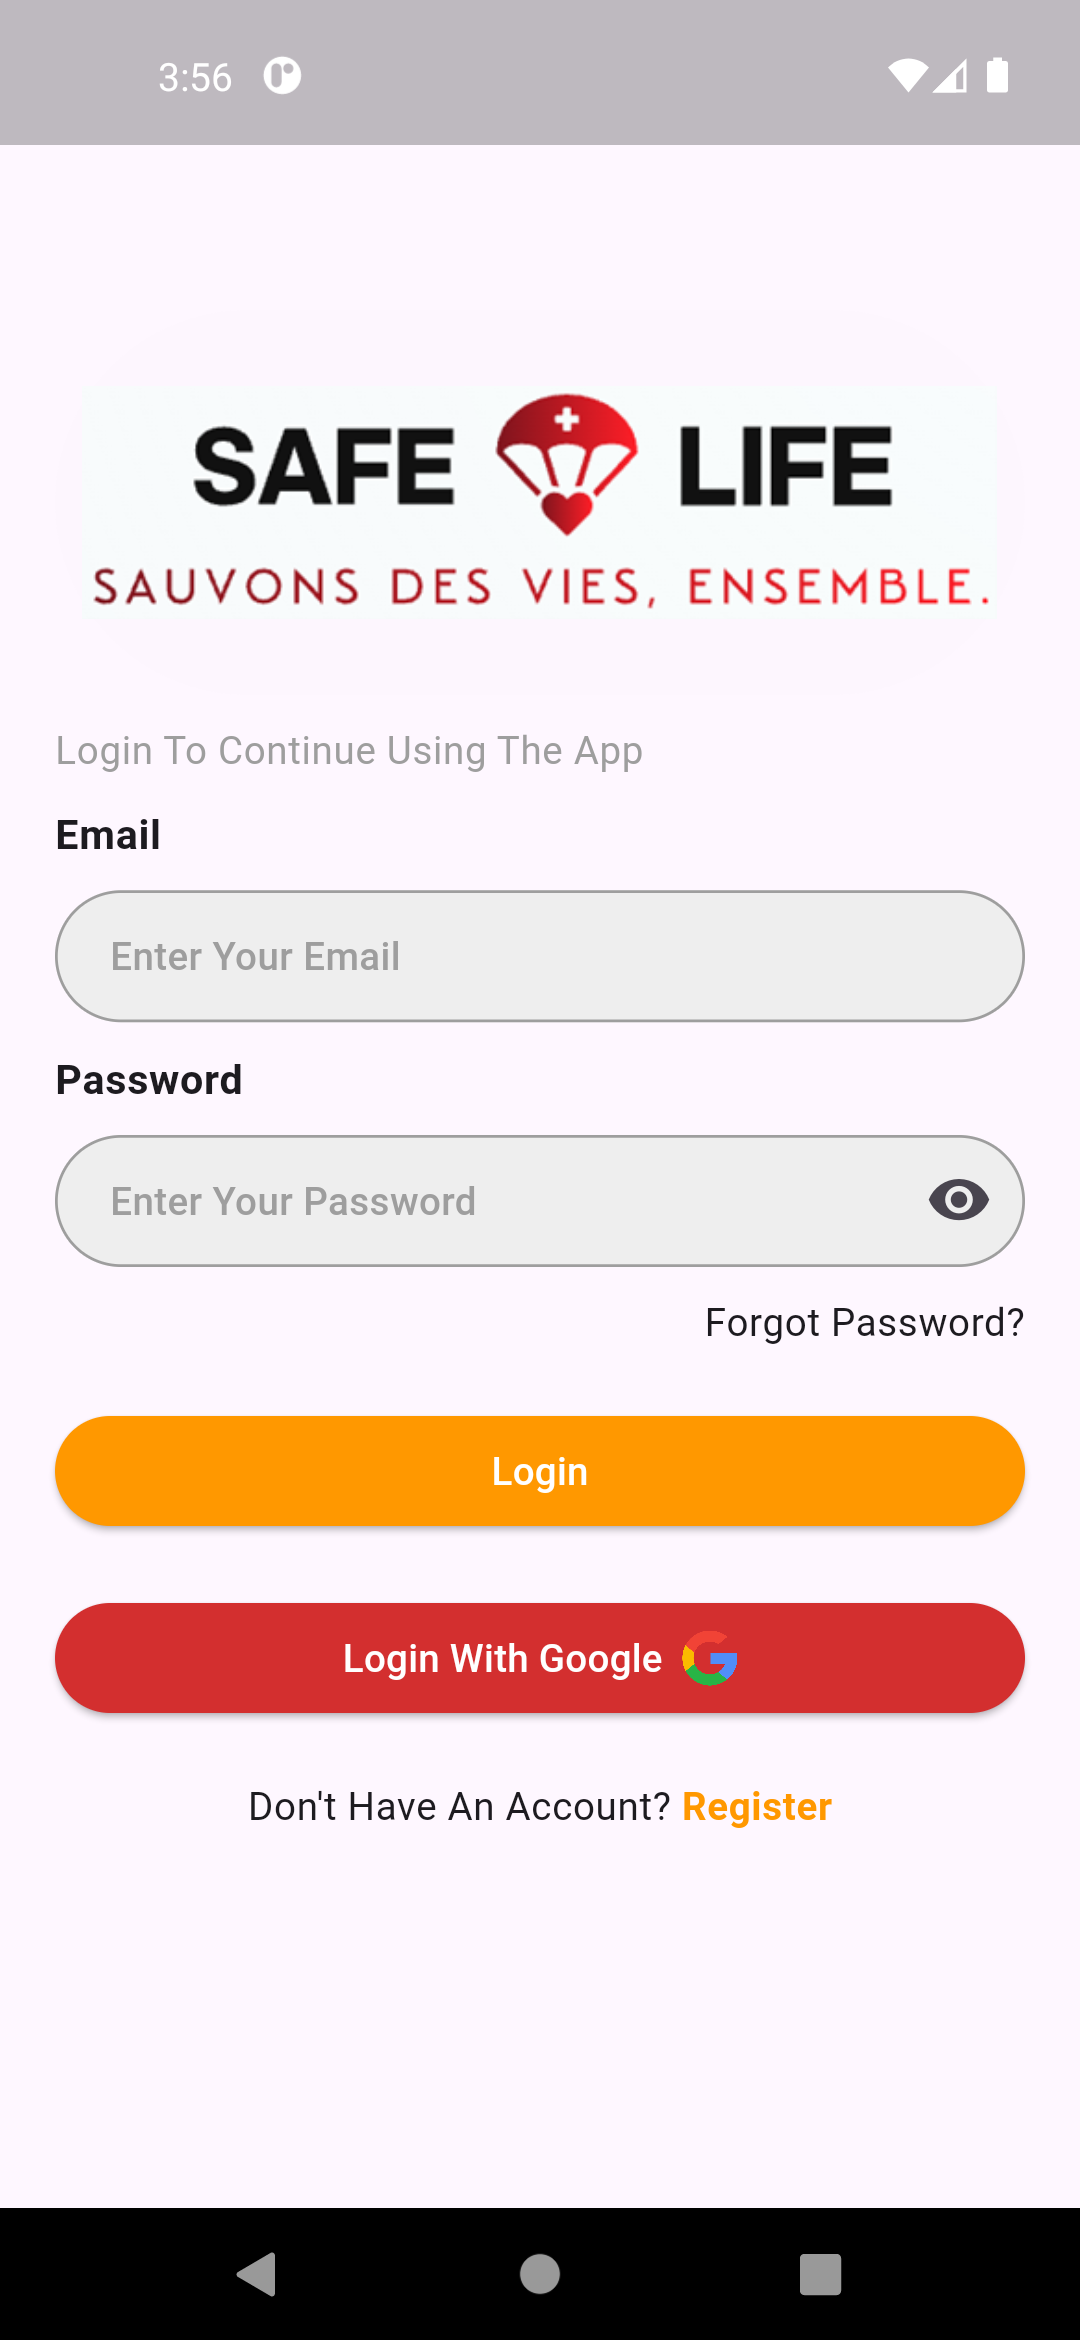 3:56
SAFE LIFE
SAUVONS DES VIES, ENSEMBLE.
Login To Continue Using The App
Email
Enter Your Email
Password
Enter Your Password
Forgot Password?
Login
Login With Google
Don't Have An Account? Register